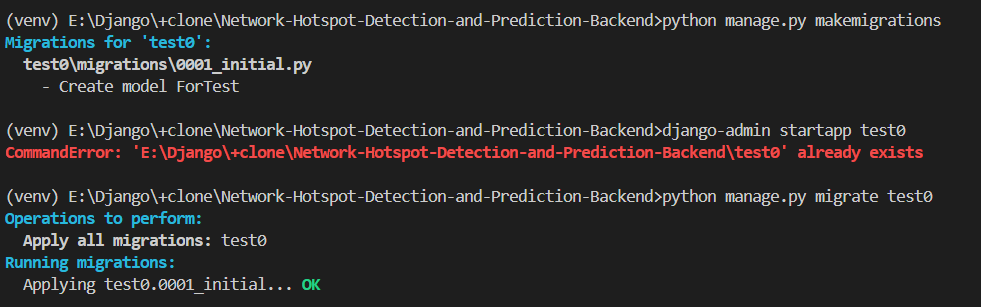 (venv) E:\Django\+clone\Network-Hotspot-Detection-and-Prediction-Backend>python manage.py makemigrations
Migrations for 'test0':
  test0\migrations\0001_initial.py
    - Create model ForTest
(venv) E:\Django\+clone\Network-Hotspot-Detection-and-Prediction-Backend>django-admin startapp test0
CommandError: 'E:\Django\+clone\Network-Hotspot-Detection-and-Prediction-Backend\test0' already exists
(venv) E:\Django\+clone\Network-Hotspot-Detection-and-Prediction-Backend>python manage.py migrate test0
Operations to perform:
  Apply all migrations: test0
Running migrations:
  Applying test0.0001_initial... OK